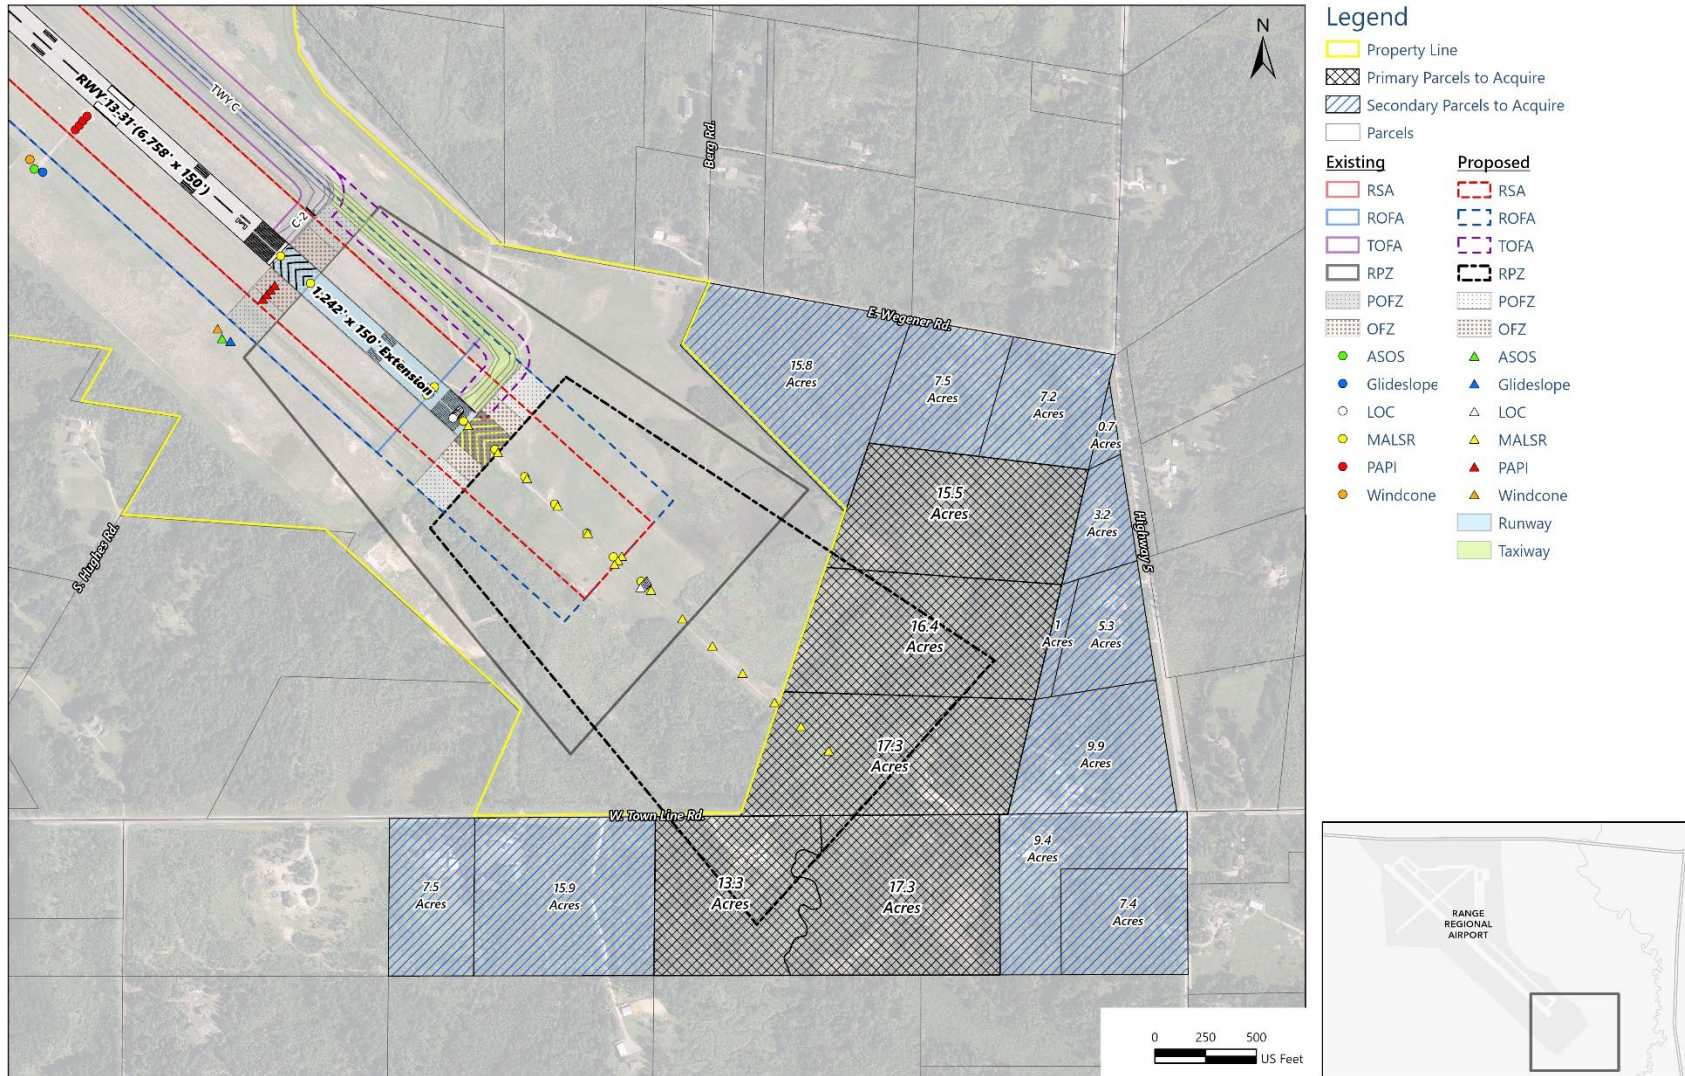 Legend
Property Line
Primary Parcels to Acquire
Secondary Parcels to Acquire
Parcels
Existing Proposed
RSA RSA
ROFA ROFA
TOFA TOFA
RPZ RPZ
POFZ POFZ
OFZ OFZ
ASOS ASOS
Glideslope Glideslope
LOC LOC
MALSR MALSR
PAPI PAPI
Windcone Windcone
Runway
Taxiway
N
TWY C
RWY 13-31 (6,758' x 150')
Berg Rd.
C-2
1,242' x 150' Extension
E. Wegener Rd.
15.8
Acres
7.5
Acres
7.2
Acres
0.7
Acres
15.5
Acres
3.2
Acres
Highway 5
S. Hughes Rd.
16.4
Acres
1
Acres
5.3
Acres
17.3
Acres
9.9
Acres
W. Town Line Rd.
7.5
Acres
15.9
Acres
13.3
Acres
17.3
Acres
9.4
Acres
7.4
Acres
0 250 500
US Feet
RANGE
REGIONAL
AIRPORT